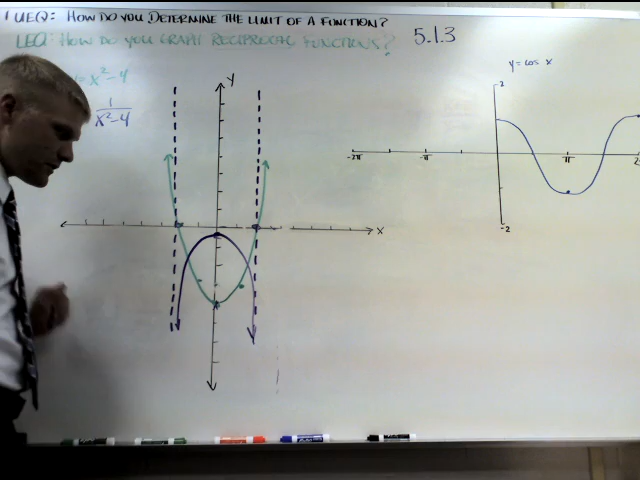 UEQ: HOW DO YOU DETERMINE THE LIMIT OF A FUNCTION?
LEQ: HOW DO YOU GRAPH RECIPROCAL FUNCTIONS? 5.1.3
= x²-4
1
x²-4
y
x
y = cos x
2
-2π
-π
π
2
-2